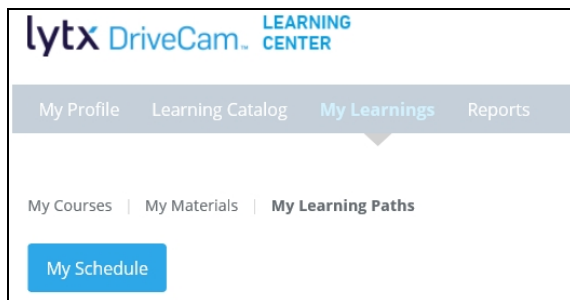 lytx DriveCam™ LEARNING CENTER
My Profile Learning Catalog My Learnings Reports
My Courses | My Materials | My Learning Paths
My Schedule